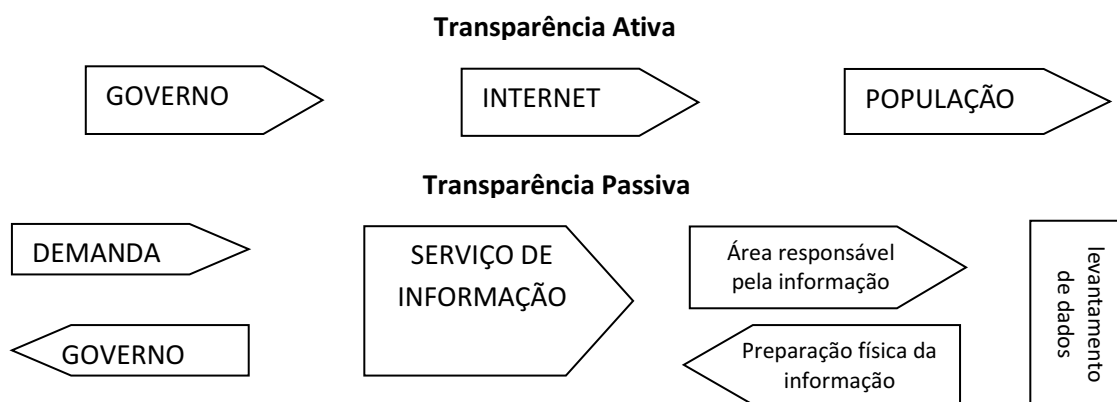 Transparência Ativa
GOVERNO
INTERNET
POPULAÇÃO
Transparência Passiva
DEMANDA
SERVIÇO DE
INFORMAÇÃO
Área responsável
pela informação
levantamento
de dados
GOVERNO
Preparação física da
informação